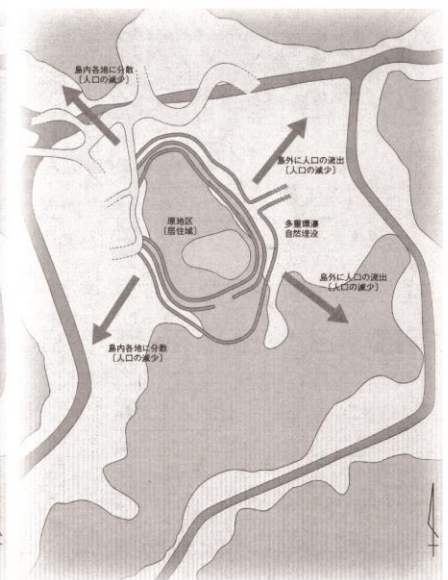 島内各地に分散
[人口の減少]
島外に人口の流出
[人口の減少]
原地区
[居住域]
多重環濠
自然埋没
島外に人口の流出
[人口の減少]
島内各地に分散
[人口の減少]